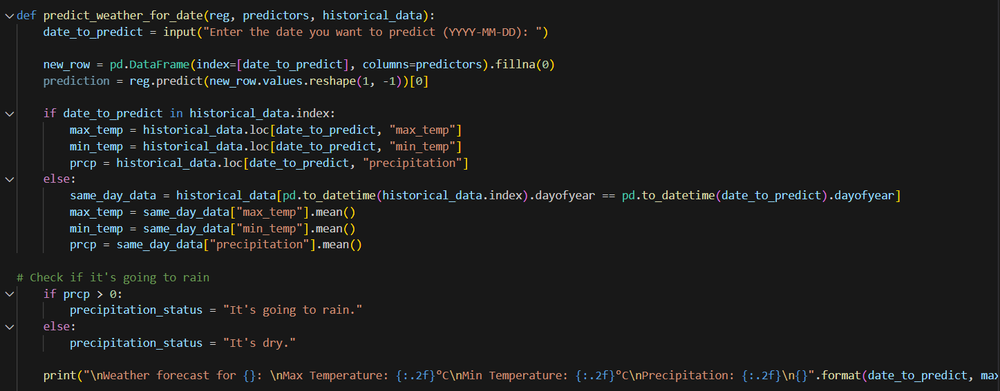 def predict_weather_for_date(reg, predictors, historical_data):
    date_to_predict = input("Enter the date you want to predict (YYYY-MM-DD): ")

    new_row = pd.DataFrame(index=[date_to_predict], columns=predictors).fillna(0)
    prediction = reg.predict(new_row.values.reshape(1, -1))[0]

    if date_to_predict in historical_data.index:
        max_temp = historical_data.loc[date_to_predict, "max_temp"]
        min_temp = historical_data.loc[date_to_predict, "min_temp"]
        prcp = historical_data.loc[date_to_predict, "precipitation"]
    else:
        same_day_data = historical_data[pd.to_datetime(historical_data.index).dayofyear == pd.to_datetime(date_to_predict).dayofyear]
        max_temp = same_day_data["max_temp"].mean()
        min_temp = same_day_data["min_temp"].mean()
        prcp = same_day_data["precipitation"].mean()

# Check if it's going to rain
    if prcp > 0:
        precipitation_status = "It's going to rain."
    else:
        precipitation_status = "It's dry."

    print("\nWeather forecast for {}: \nMax Temperature: {:.2f}°C\nMin Temperature: {:.2f}°C\nPrecipitation: {:.2f}\n{}".format(date_to_predict, max